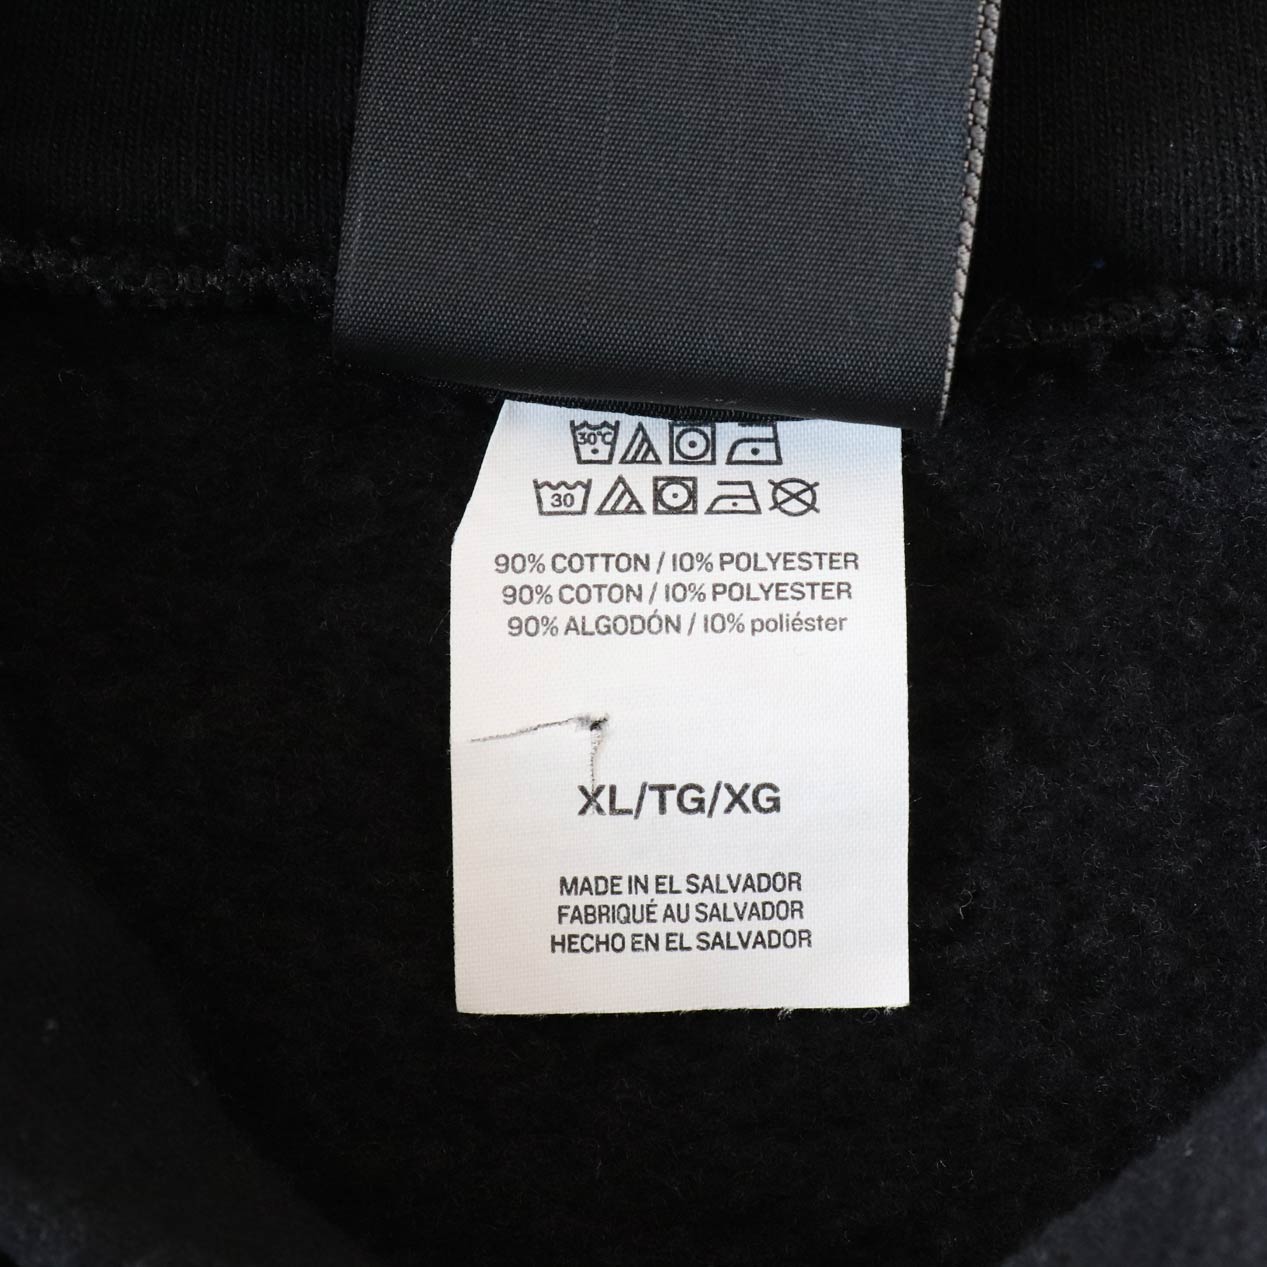 30°C
30
90% COTTON / 10% POLYESTER
90% COTON / 10% POLYESTER
90% ALGODÓN / 10% poliéster
XL/TG/XG
MADE IN EL SALVADOR
FABRIQUÉ AU SALVADOR
HECHO EN EL SALVADOR